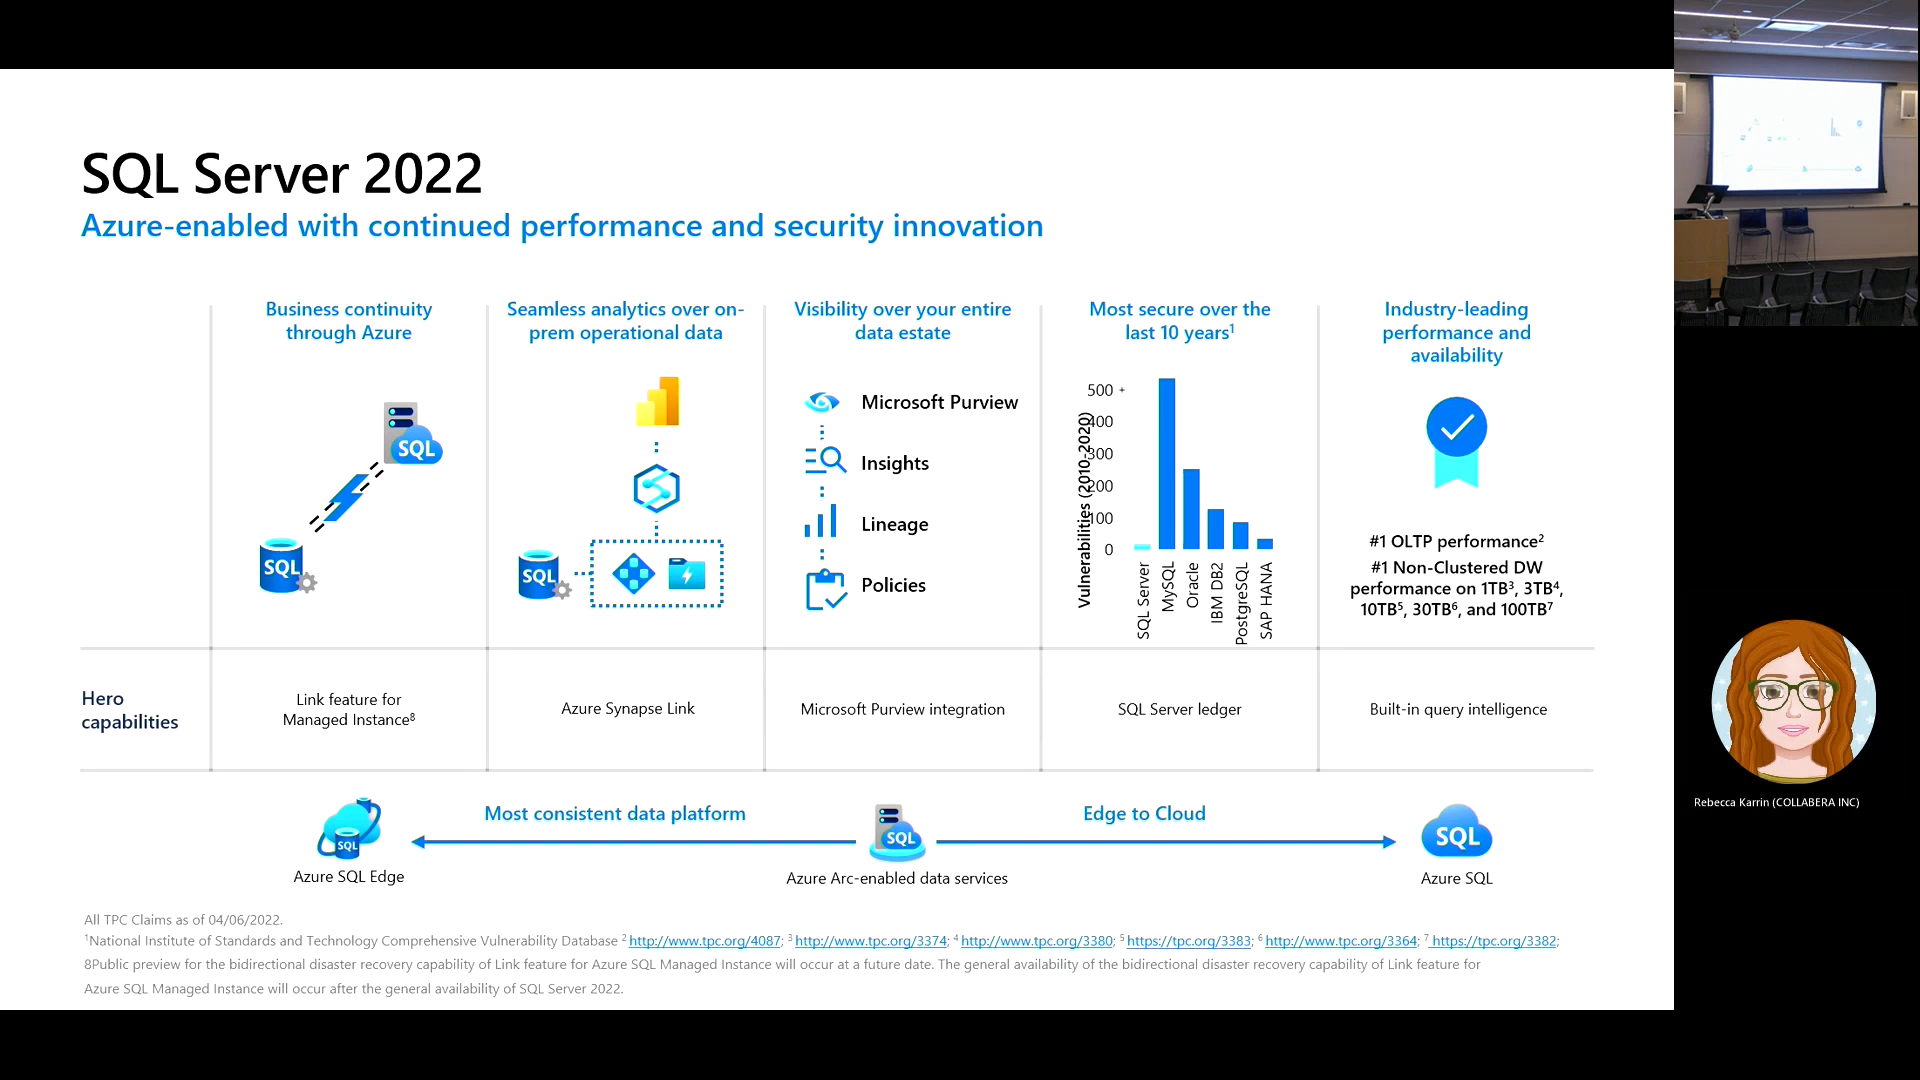 SQL Server 2022
Azure-enabled with continued performance and security innovation
Business continuity
through Azure
SQL
SQL
Seamless analytics over on-
prem operational data
SQL
Visibility over your entire
data estate
Microsoft Purview
Insights
Lineage
Policies
Most secure over the
last 10 years¹
Vulnerabilities (2010-2020)
500 +
400
300
200
100
0
SQL Server
MySQL
Oracle
IBM DB2
PostgreSQL
SAP HANA
Industry-leading
performance and
availability
#1 OLTP performance²
#1 Non-Clustered DW
performance on 1TB³, 3TB⁴,
10TB⁵, 30TB⁶, and 100TB⁷
Hero
capabilities
Link feature for
Managed Instance⁸
Azure Synapse Link
Microsoft Purview integration
SQL Server ledger
Built-in query intelligence
SQL
Azure SQL Edge
Most consistent data platform
SQL
Azure Arc-enabled data services
Edge to Cloud
SQL
Azure SQL
All TPC Claims as of 04/06/2022.
¹National Institute of Standards and Technology Comprehensive Vulnerability Database ² http://www.tpc.org/4087; ³ http://www.tpc.org/3374; ⁴ http://www.tpc.org/3380; ⁵ https://tpc.org/3383; ⁶ http://www.tpc.org/3364; ⁷ https://tpc.org/3382;
8Public preview for the bidirectional disaster recovery capability of Link feature for Azure SQL Managed Instance will occur at a future date. The general availability of the bidirectional disaster recovery capability of Link feature for
Azure SQL Managed Instance will occur after the general availability of SQL Server 2022.
Rebecca Karrin (COLLABERA INC)